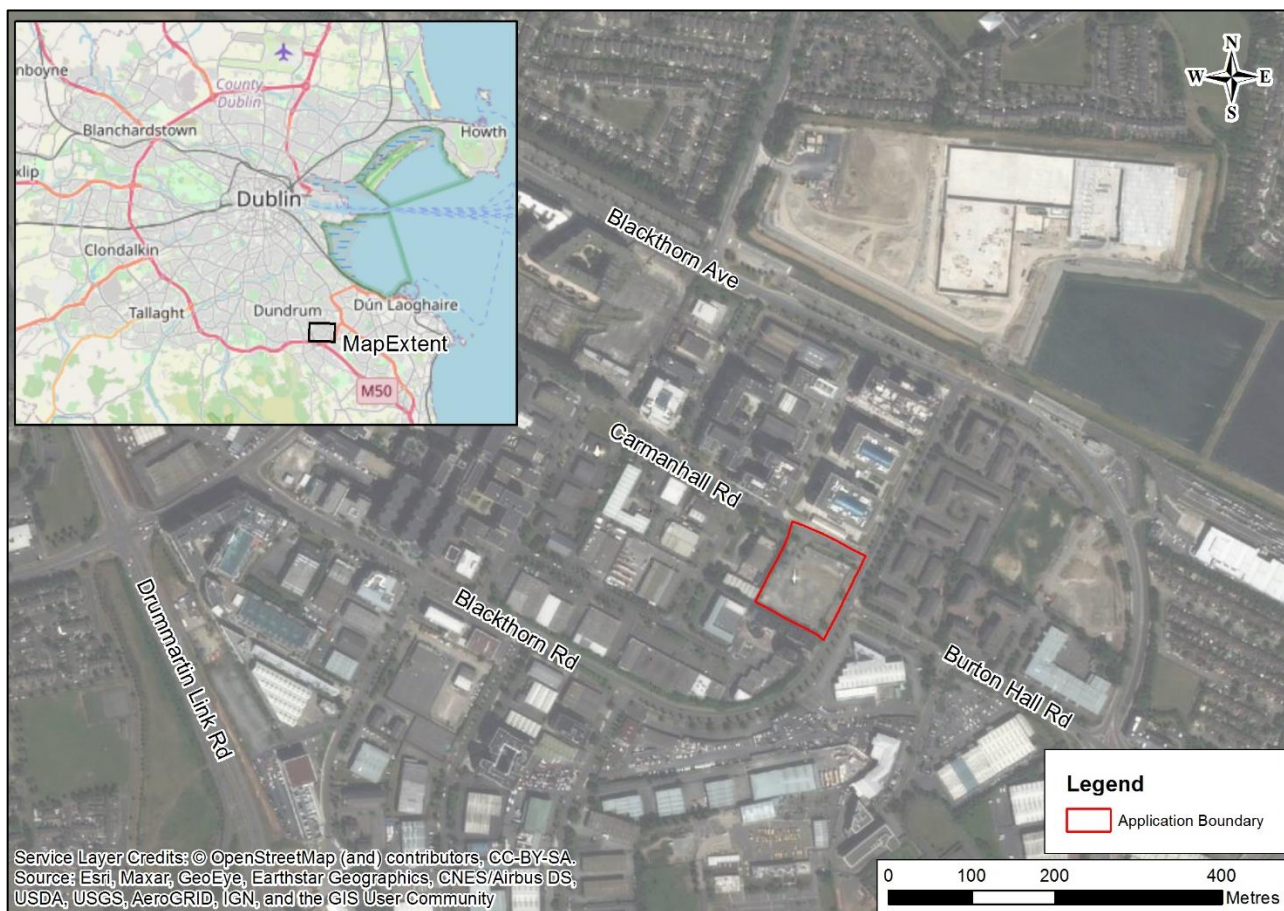 nboyne
County
Dublin
Blanchardstown
Howth
xlip
Dublin
Clondalkin
Tallaght
Dundrum
Dún Laoghaire
MapExtent
M50
N
W E
S
Blackthorn Ave
Carmanhall Rd
Blackthorn Rd
Drummartin Link Rd
Burton Hall Rd
Legend
Application Boundary
Service Layer Credits: © OpenStreetMap (and) contributors, CC-BY-SA.
Source: Esri, Maxar, GeoEye, Earthstar Geographics, CNES/Airbus DS,
USDA, USGS, AeroGRID, IGN, and the GIS User Community
0 100 200 400
Metres